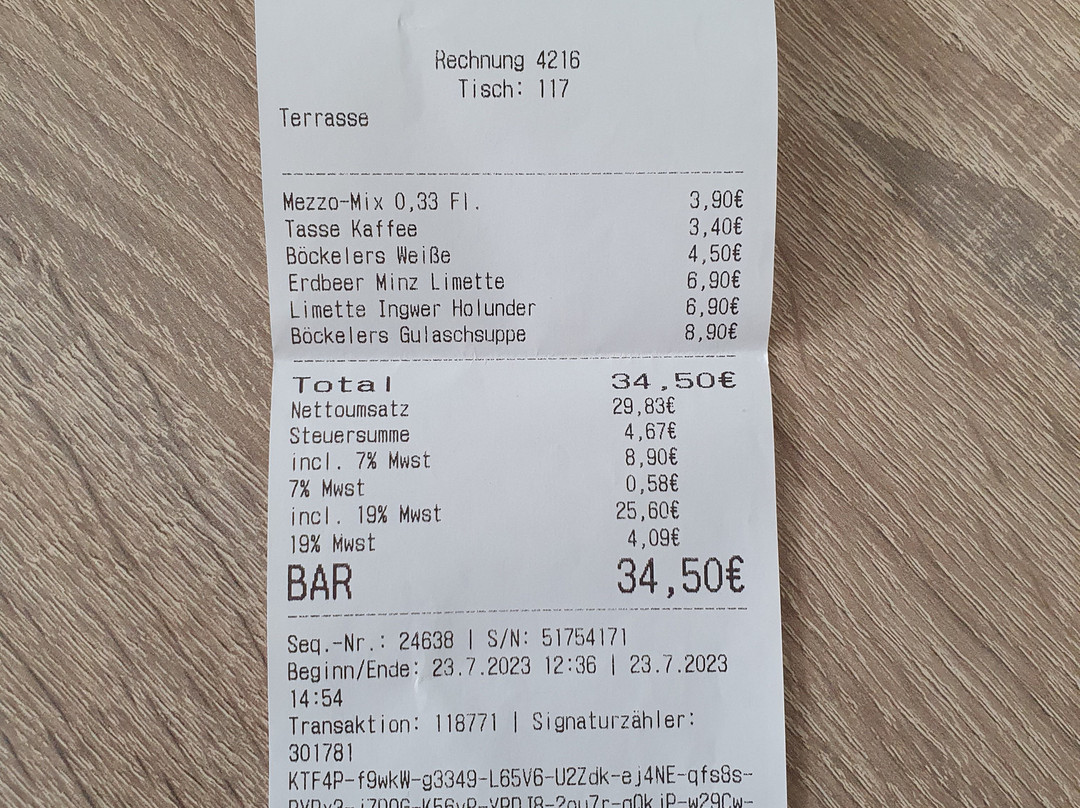 Rechnung 4216
Tisch: 117
Terrasse
Mezzo-Mix 0,33 Fl. 3,90€
Tasse Kaffee 3,40€
Böckelers Weiße 4,50€
Erdbeer Minz Limette 6,90€
Limette Ingwer Holunder 6,90€
Böckelers Gulaschsuppe 8,90€
Total 34,50€
Nettoumsatz 29,83€
Steuersumme 4,67€
incl. 7% Mwst 8,90€
7% Mwst 0,58€
incl. 19% Mwst 25,60€
19% Mwst 4,09€
BAR 34,50€
Seq.-Nr.: 24638 | S/N: 51754171
Beginn/Ende: 23.7.2023 12:36 | 23.7.2023
14:54
Transaktion: 118771 | Signaturzähler:
301781
KTF4P-f9wkW-g3349-L65V6-U2Zdk-ej4NE-qfs8s-